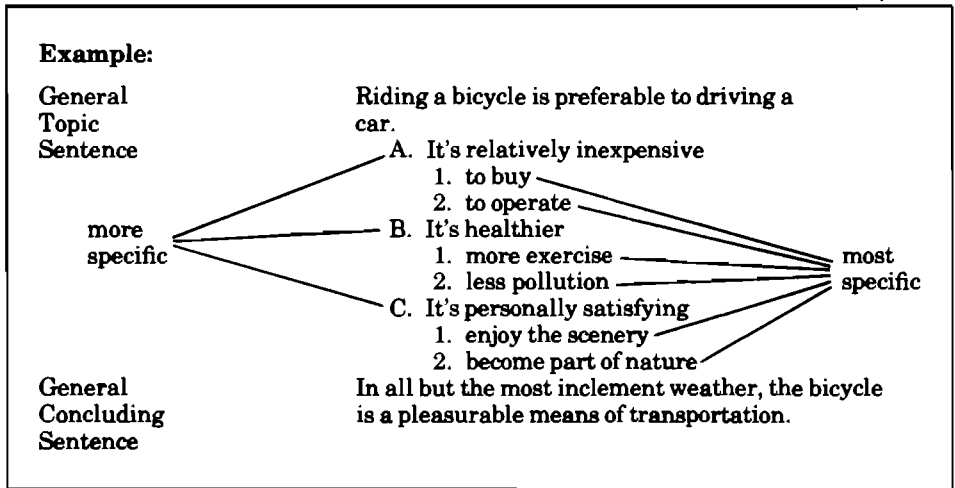 Example:
General Riding a bicycle is preferable to driving a
Topic car.
Sentence A. It's relatively inexpensive
1. to buy
2. to operate
more B. It's healthier
specific 1. more exercise most
2. less pollution specific
C. It's personally satisfying
1. enjoy the scenery
2. become part of nature
General In all but the most inclement weather, the bicycle
Concluding is a pleasurable means of transportation.
Sentence